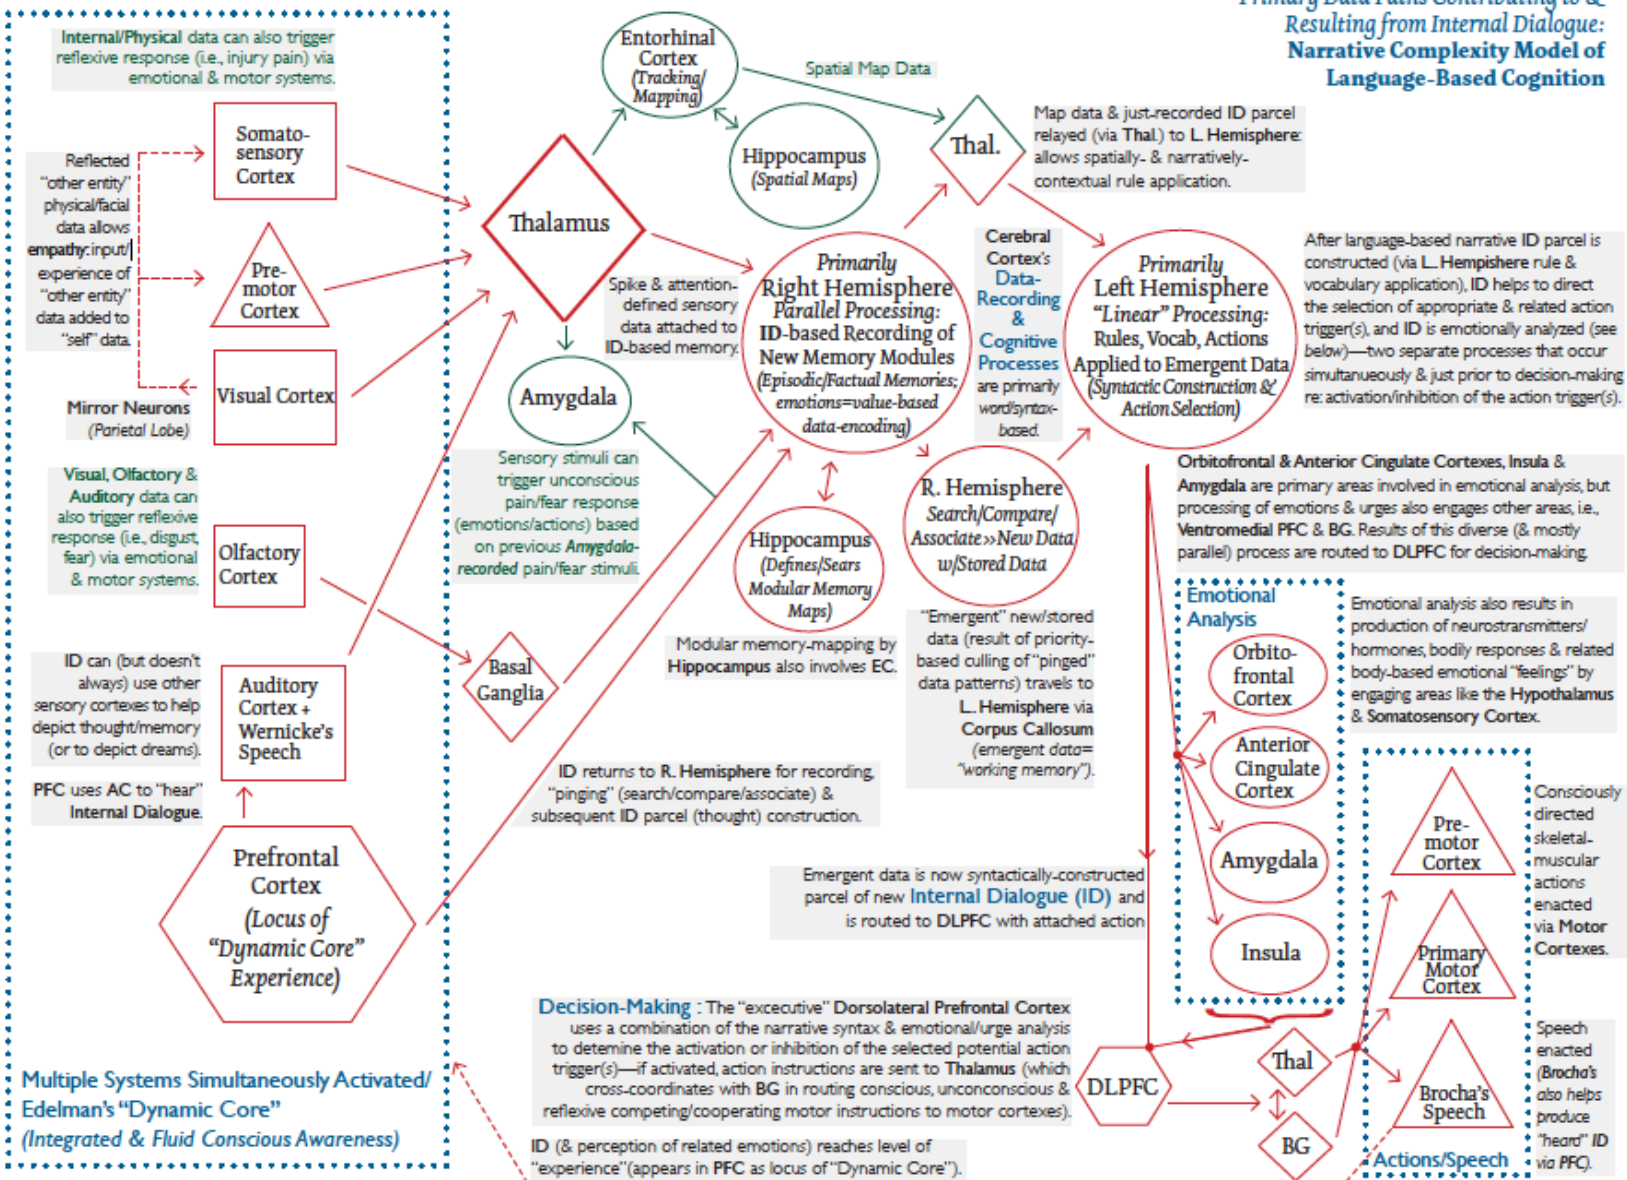 Primary Data Paths Contributing to &
Resulting from Internal Dialogue:
Narrative Complexity Model of
Language-Based Cognition
Internal/Physical data can also trigger
reflexive response (i.e., injury pain) via
emotional & motor systems.
Somato-
sensory
Cortex
Reflected
"other entity"
physical/facial
data allows
empathy:input/
experience of
"other entity"
data added to
"self" data.
Pre-
motor
Cortex
Visual Cortex
Mirror Neurons
(Parietal Lobe)
Visual, Olfactory &
Auditory data can
also trigger reflexive
response (i.e., disgust,
fear) via emotional
& motor systems.
Olfactory
Cortex
ID can (but doesn't
always) use other
sensory cortexes to help
depict thought/memory
(or to depict dreams).
Auditory
Cortex +
Wernicke's
Speech
PFC uses AC to "hear"
Internal Dialogue.
Prefrontal
Cortex
(Locus of
"Dynamic Core"
Experience)
Multiple Systems Simultaneously Activated/
Edelman's "Dynamic Core"
(Integrated & Fluid Conscious Awareness)
Entorhinal
Cortex
(Tracking/
Mapping)
Spatial Map Data
Hippocampus
(Spatial Maps)
Thal.
Map data & just-recorded ID parcel
relayed (via Thal.) to L. Hemisphere:
allows spatially- & narratively-
contextual rule application.
Thalamus
Spike & attention-
defined sensory
data attached to
ID-based memory.
Amygdala
Sensory stimuli can
trigger unconscious
pain/fear response
(emotions/actions) based
on previous Amygdala-
recorded pain/fear stimuli.
Primarily
Right Hemisphere
Parallel Processing:
ID-based Recording of
New Memory Modules
(Episodic/Factual Memories;
emotions=value-based
data-encoding)
Cerebral
Cortex's
Data-
Recording
&
Cognitive
Processes
are primarily
word/syntax-
based.
Primarily
Left Hemisphere
"Linear" Processing:
Rules, Vocab, Actions
Applied to Emergent Data
(Syntactic Construction &
Action Selection)
After language-based narrative ID parcel is
constructed (via L. Hempishere rule &
vocabulary application), ID helps to direct
the selection of appropriate & related action
trigger(s), and ID is emotionally analyzed (see
below)—two separate processes that occur
simultanueously & just prior to decision-making
re: activation/inhibition of the action trigger(s).
Hippocampus
(Defines/Sears
Modular Memory
Maps)
Modular memory-mapping by
Hippocampus also involves EC.
R. Hemisphere
Search/Compare/
Associate>>New Data
w/Stored Data
"Emergent" new/stored
data (result of priority-
based culling of "pinged"
data patterns) travels to
L. Hemisphere via
Corpus Callosum
(emergent data=
"working memory").
Basal
Ganglia
ID returns to R. Hemisphere for recording,
"pinging" (search/compare/associate) &
subsequent ID parcel (thought) construction.
Orbitofrontal & Anterior Cingulate Cortexes, Insula &
Amygdala are primary areas involved in emotional analysis, but
processing of emotions & urges also engages other areas, i.e.,
Ventromedial PFC & BG. Results of this diverse (& mostly
parallel) process are routed to DLPFC for decision-making.
Emotional
Analysis
Orbito-
frontal
Cortex
Anterior
Cingulate
Cortex
Amygdala
Insula
Emotional analysis also results in
production of neurostransmitters/
hormones, bodily responses & related
body-based emotional "feelings" by
engaging areas like the Hypothalamus
& Somatosensory Cortex.
Emergent data is now syntactically-constructed
parcel of new Internal Dialogue (ID) and
is routed to DLPFC with attached action
Decision-Making : The "excecutive" Dorsolateral Prefrontal Cortex
uses a combination of the narrative syntax & emotional/urge analysis
to detemine the activation or inhibition of the selected potential action
trigger(s)—if activated, action instructions are sent to Thalamus (which
cross-coordinates with BG in routing conscious, unconconscious &
reflexive competing/cooperating motor instructions to motor cortexes).
ID (& perception of related emotions) reaches level of
"experience"(appears in PFC as locus of "Dynamic Core").
DLPFC
Thal
BG
Pre-
motor
Cortex
Primary
Motor
Cortex
Brocha's
Speech
Actions/Speech
Consciously
directed
skeletal-
muscular
actions
enacted
via Motor
Cortexes.
Speech
enacted
(Brocha's
also helps
produce
"heard" ID
via PFC).